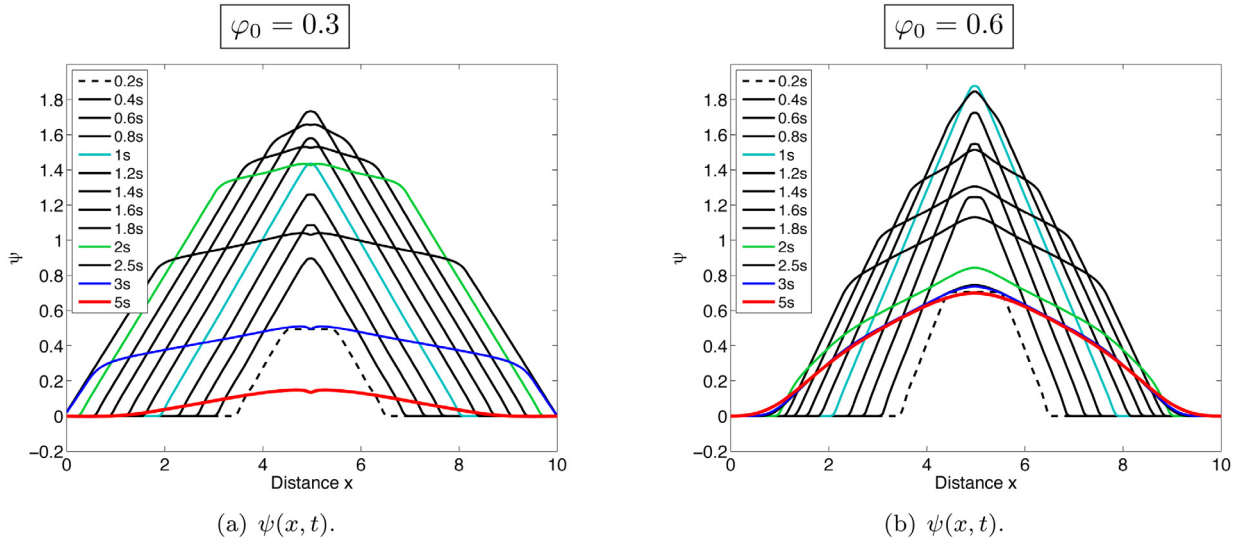 φ₀ = 0.3
1.8
1.6
1.4
1.2
1
0.8
0.6
0.4
0.2
0
−0.2
ψ
0.2s
0.4s
0.6s
0.8s
1s
1.2s
1.4s
1.6s
1.8s
2s
2.5s
3s
5s
0 2 4 6 8 10
Distance x
(a) ψ(x, t).
φ₀ = 0.6
1.8
1.6
1.4
1.2
1
0.8
0.6
0.4
0.2
0
−0.2
ψ
0.2s
0.4s
0.6s
0.8s
1s
1.2s
1.4s
1.6s
1.8s
2s
2.5s
3s
5s
0 2 4 6 8 10
Distance x
(b) ψ(x, t).